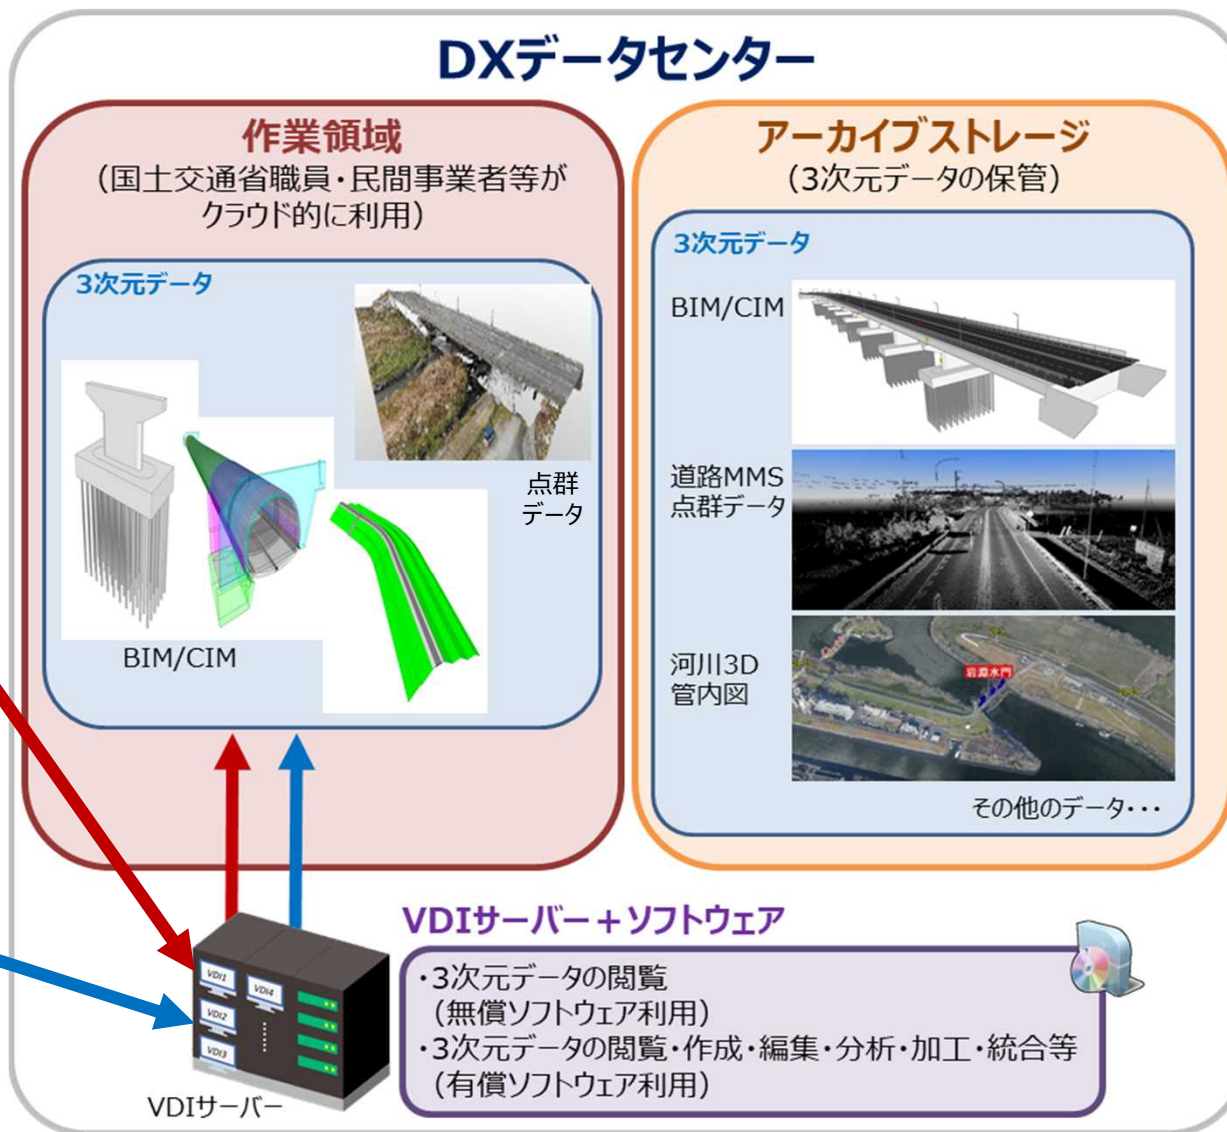 DXデータセンター
作業領域
（国土交通省職員・民間事業者等が
クラウド的に利用）
3次元データ
点群
データ
BIM/CIM
アーカイブストレージ
（3次元データの保管）
3次元データ
BIM/CIM
道路MMS
点群データ
河川3D
管内図
岩淵水門
その他のデータ・・・
VDIサーバー＋ソフトウェア
・3次元データの閲覧
（無償ソフトウェア利用）
・3次元データの閲覧・作成・編集・分析・加工・統合等
（有償ソフトウェア利用）
VDI1
VDI4
VDI2
VDI3
VDIサーバー